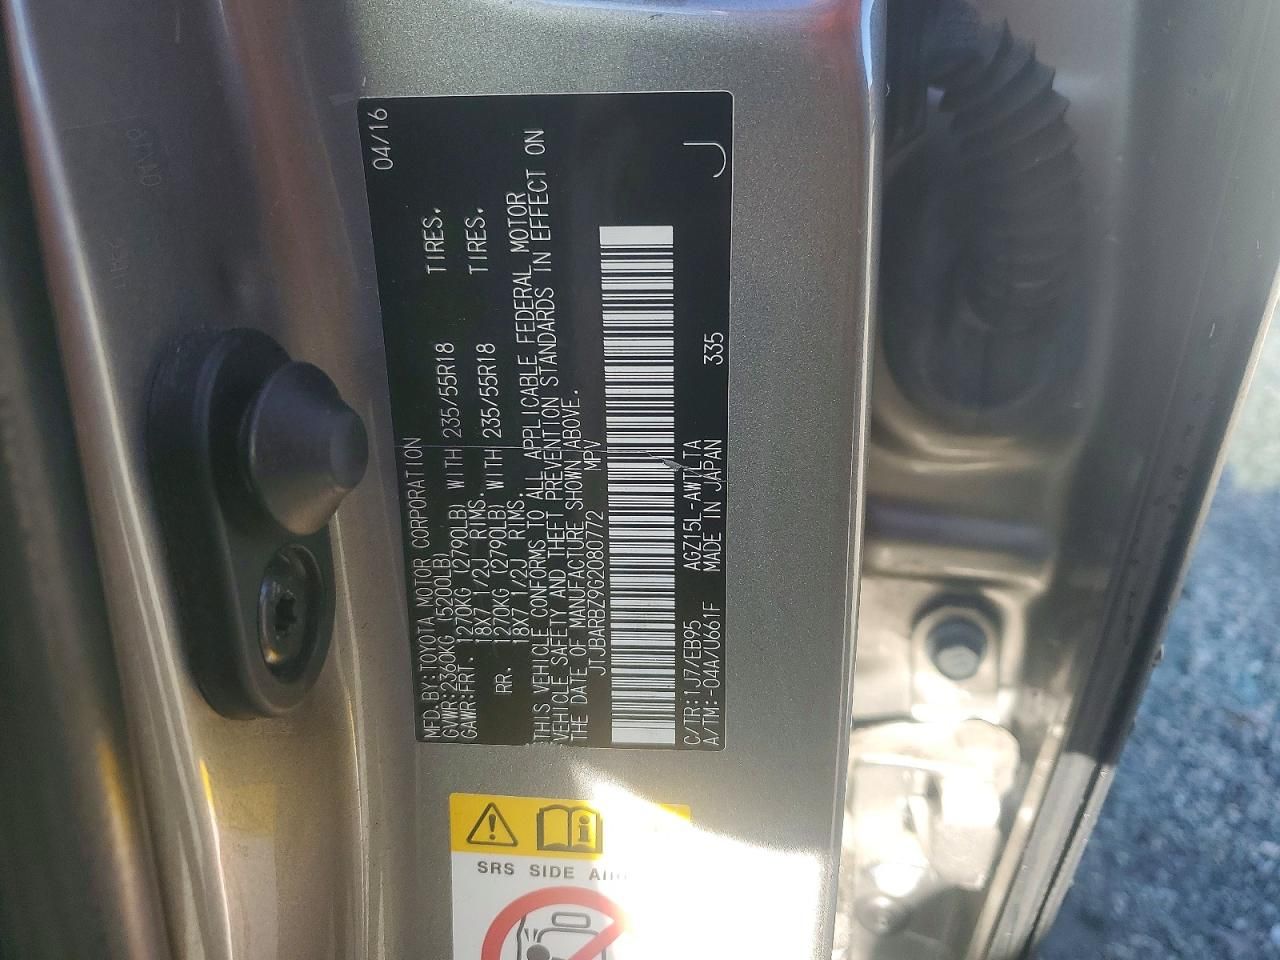 MFD.BY:TOYOTA MOTOR CORPORATION 04/16
GVWR:2360KG (5200LB)
GAWR:FRT. 1270KG (2790LB) WITH 235/55R18 TIRES.
18X7 1/2J RIMS.
RR. 1270KG (2790LB) WITH 235/55R18 TIRES.
18X7 1/2J RIMS.
THIS VEHICLE CONFORMS TO ALL APPLICABLE FEDERAL MOTOR
VEHICLE SAFETY AND THEFT PREVENTION STANDARDS IN EFFECT ON
THE DATE OF MANUFACTURE SHOWN ABOVE.
JTJBARBZ9G2080772 MPV
C/TR:1J7/EB95 AGZ15L-AWTLTA 335
A/TM:-04A/U661F MADE IN JAPAN J
SRS SIDE